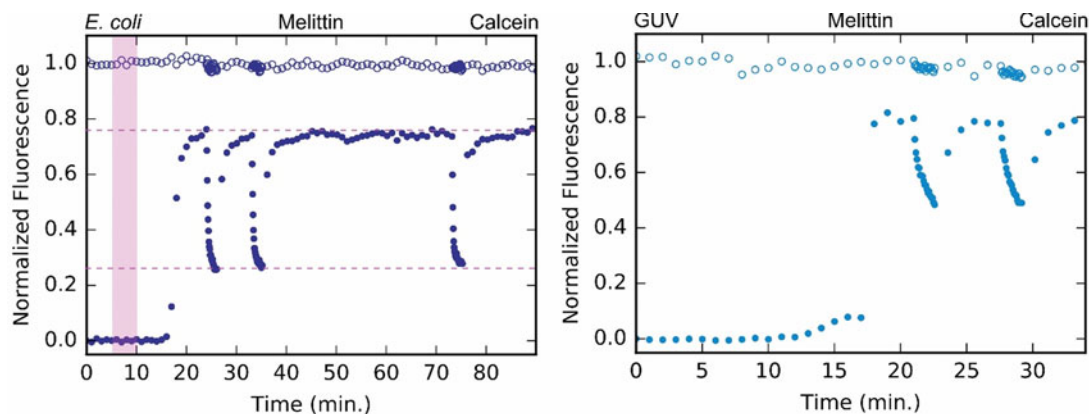 E. coli Melittin Calcein
Normalized Fluorescence
1.0
0.8
0.6
0.4
0.2
0.0
0 10 20 30 40 50 60 70 80
Time (min.)
GUV Melittin Calcein
Normalized Fluorescence
1.0
0.8
0.6
0.4
0.2
0.0
0 5 10 15 20 25 30
Time (min.)